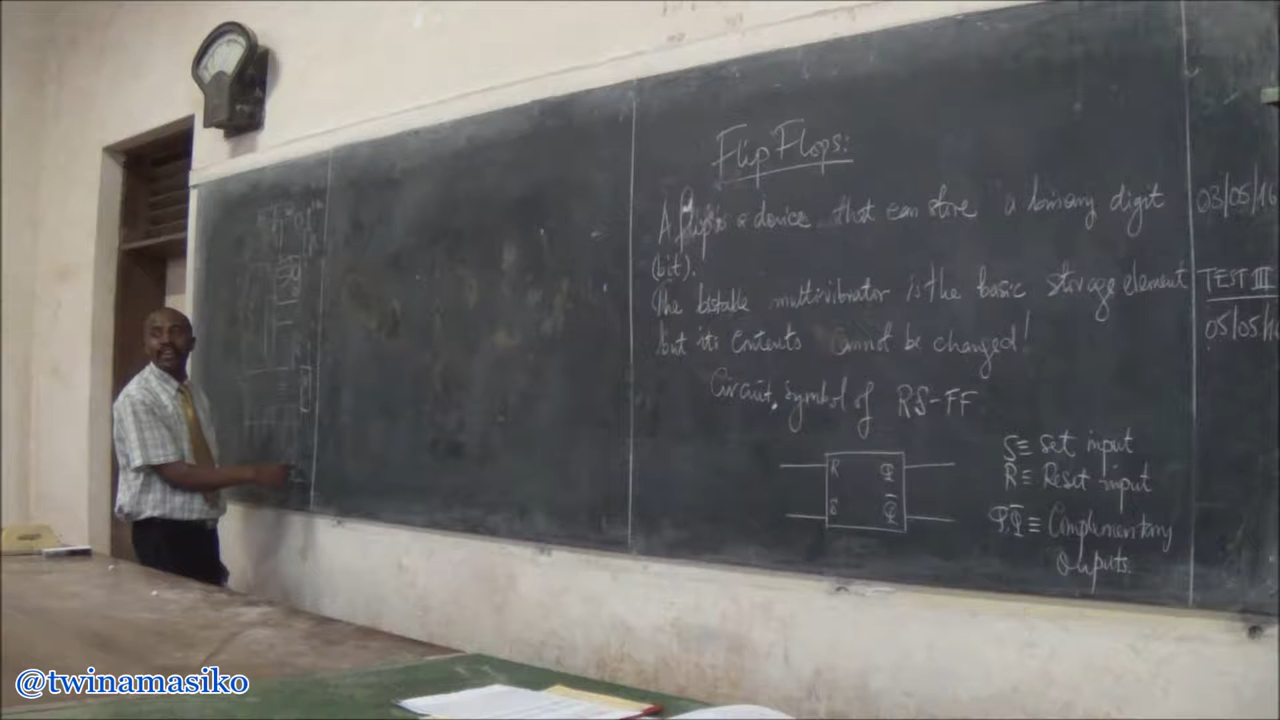 Flip Flops:
A flip is a device that can store a binary digit
(bit).
The bistable multivibrator is the basic storage element
but its contents cannot be changed!
Circuit symbol of RS-FF
R Q
S Q̅
S≡ set input
R≡ Reset input
Q,Q̅ ≡ Complementary
outputs.
03/05/16
TEST III
05/05/16
@twinamasiko